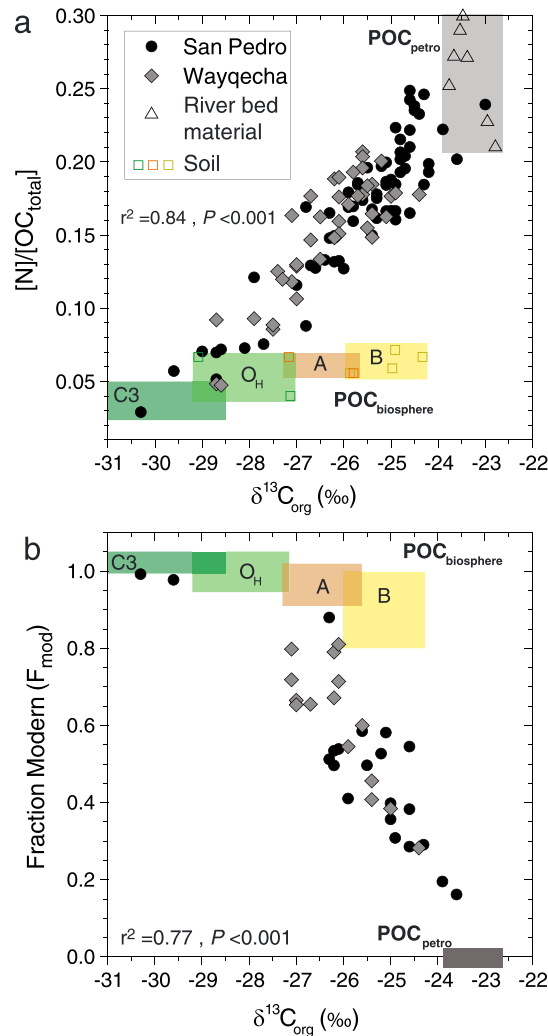 a
0.30
0.25
0.20
0.15
0.10
0.05
[N]/[OC_total]
San Pedro
Wayqecha
River bed
material
Soil
POC_petro
r² =0.84 , P <0.001
C3
O_H
A
B
POC_biosphere
-31 -30 -29 -28 -27 -26 -25 -24 -23 -22
δ¹³C_org (‰)
b
1.0
0.8
0.6
0.4
0.2
0.0
Fraction Modern (F_mod)
C3
O_H
A
B
POC_biosphere
r² =0.77 , P <0.001
POC_petro
-31 -30 -29 -28 -27 -26 -25 -24 -23 -22
δ¹³C_org (‰)